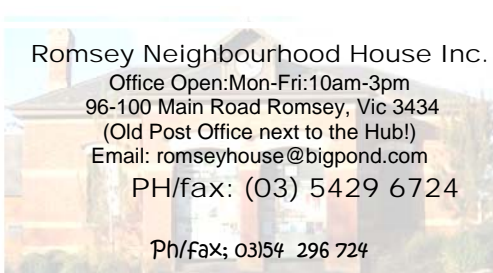 Romsey Neighbourhood House Inc.
Office Open:Mon-Fri:10am-3pm
96-100 Main Road Romsey, Vic 3434
(Old Post Office next to the Hub!)
Email: romseyhouse@bigpond.com
PH/fax: (03) 5429 6724
Ph/fax; 03)54 296 724